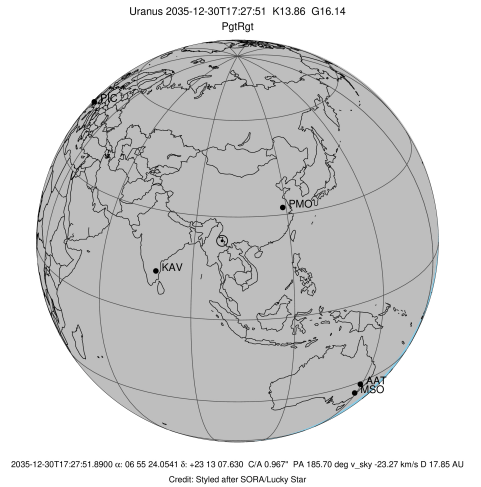 Uranus 2035-12-30T17:27:51 K13.86 G16.14
PgtRgt
PIC
PMO
KAV
AAT
MSO
2035-12-30T17:27:51.8900 α: 06 55 24.0541 δ: +23 13 07.630 C/A 0.967" PA 185.70 deg v_sky -23.27 km/s D 17.85 AU
Credit: Styled after SORA/Lucky Star